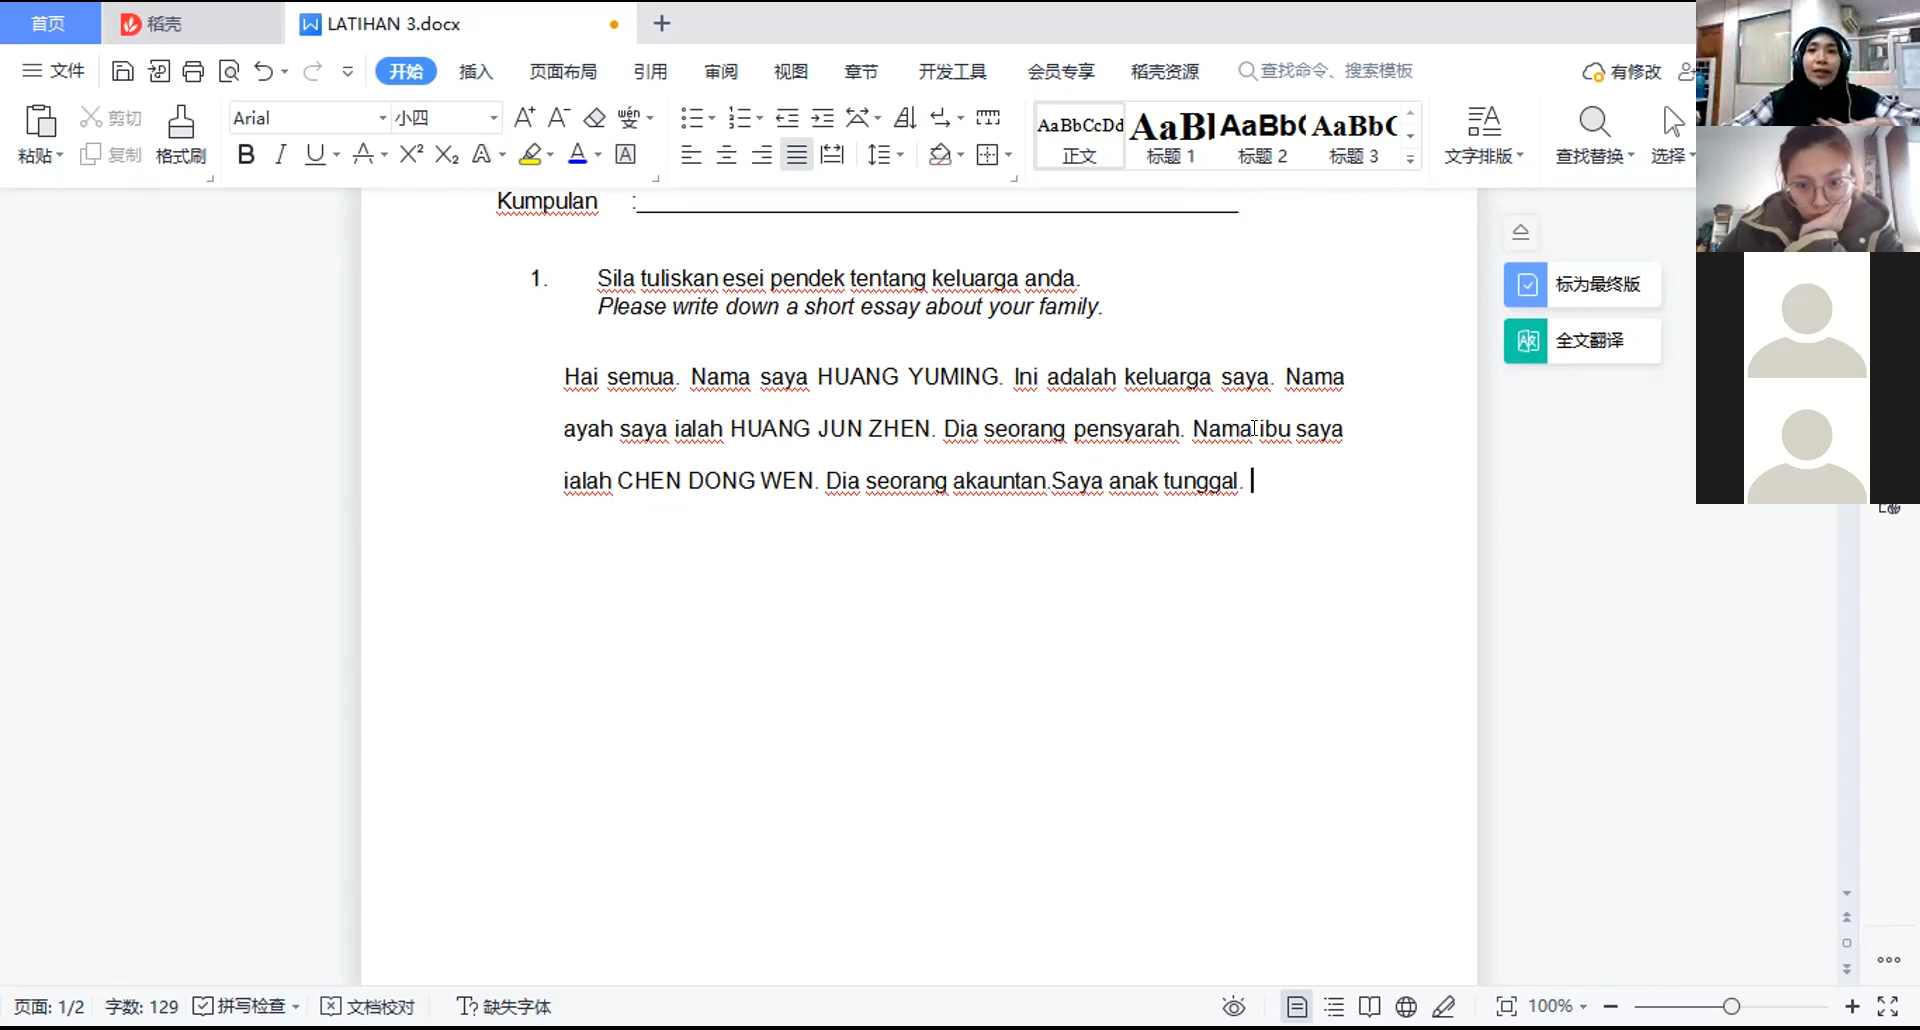 首页 稻壳 LATIHAN 3.docx
文件 开始 插入 页面布局 引用 审阅 视图 章节 开发工具 会员专享 稻壳资源 查找命令、搜索模板 有修改
粘贴 剪切 复制 格式刷 Arial 小四 wén
AaBbCcDd AaBl AaBb( AaBbC
正文 标题 1 标题 2 标题 3 文字排版 查找替换 选择
Kumpulan :
1. Sila tuliskan esei pendek tentang keluarga anda.
Please write down a short essay about your family.
标为最终版
全文翻译
Hai semua. Nama saya HUANG YUMING. Ini adalah keluarga saya. Nama
ayah saya ialah HUANG JUN ZHEN. Dia seorang pensyarah. Nama ibu saya
ialah CHEN DONG WEN. Dia seorang akauntan.Saya anak tunggal.
页面: 1/2 字数: 129 拼写检查 文档校对 缺失字体 100%